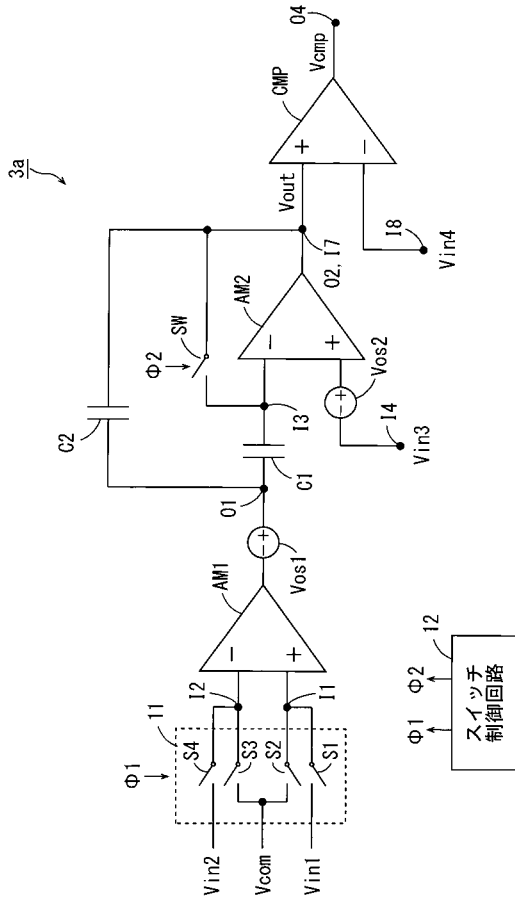 3a
C2
Φ2
SW
AM2
Vout
CMP
Vcmp
O4
11
Φ1
S4
S3
S2
S1
I2
I1
AM1
O1
C1
I3
O2, I7
Vos1
Vos2
I4
Vin3
I8
Vin4
Vin2
Vcom
Vin1
Φ1
Φ2
12
スイッチ
制御回路